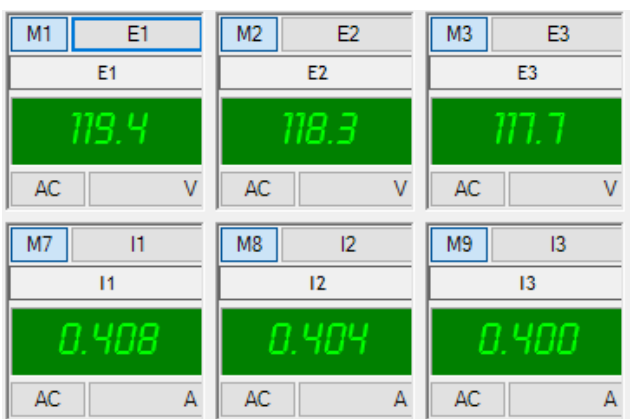 M1 E1 M2 E2 M3 E3
E1 E2 E3
119.4 118.3 117.7
AC V AC V AC V
M7 I1 M8 I2 M9 I3
I1 I2 I3
0.408 0.404 0.400
AC A AC A AC A